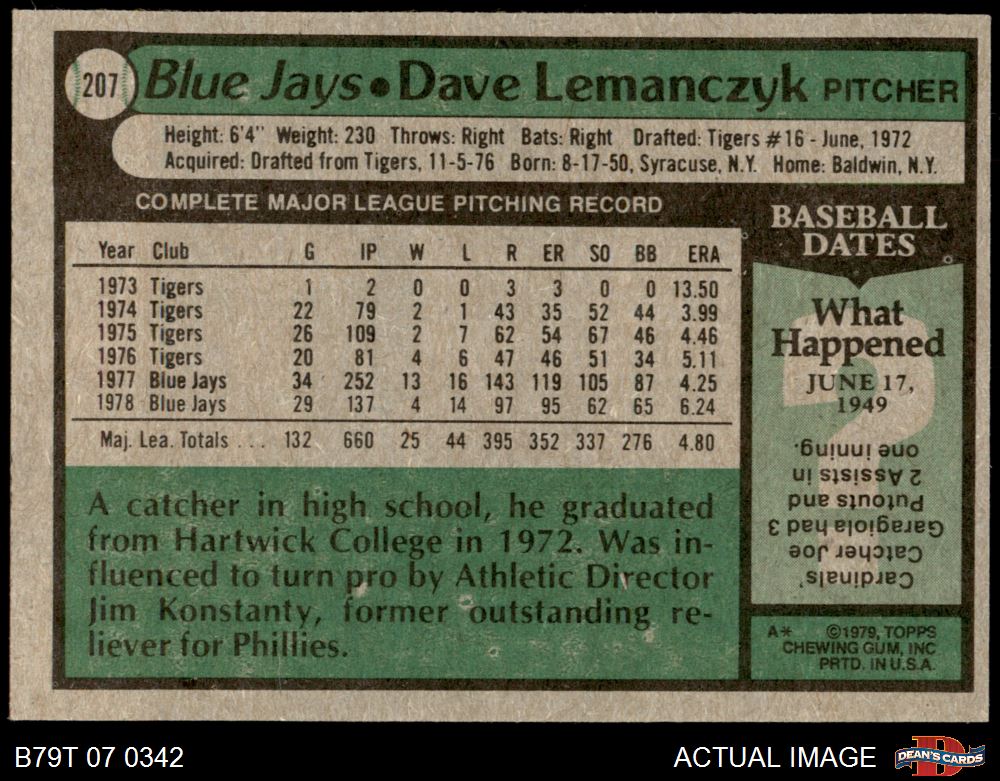 207 Blue Jays • Dave Lemanczyk PITCHER
Height: 6'4" Weight: 230 Throws: Right Bats: Right Drafted: Tigers #16 - June, 1972
Acquired: Drafted from Tigers, 11-5-76 Born: 8-17-50, Syracuse, N.Y. Home: Baldwin, N.Y.
COMPLETE MAJOR LEAGUE PITCHING RECORD
Year Club G IP W L R ER SO BB ERA
1973 Tigers 1 2 0 0 3 3 0 0 13.50
1974 Tigers 22 79 2 1 43 35 52 44 3.99
1975 Tigers 26 109 2 7 62 54 67 46 4.46
1976 Tigers 20 81 4 6 47 46 51 34 5.11
1977 Blue Jays 34 252 13 16 143 119 105 87 4.25
1978 Blue Jays 29 137 4 14 97 95 62 65 6.24
Maj. Lea. Totals . . . 132 660 25 44 395 352 337 276 4.80
A catcher in high school, he graduated
from Hartwick College in 1972. Was in-
fluenced to turn pro by Athletic Director
Jim Konstanty, former outstanding re-
liever for Phillies.
BASEBALL
DATES
What
Happened
JUNE 17,
1949
?
Cardinals'
Catcher Joe
Garagiola had 3
Putouts and
2 Assists in
one inning.
A* ©1979, TOPPS
CHEWING GUM, INC
PRTD. IN U.S.A.
B79T 07 0342
ACTUAL IMAGE
D
DEAN'S CARDS